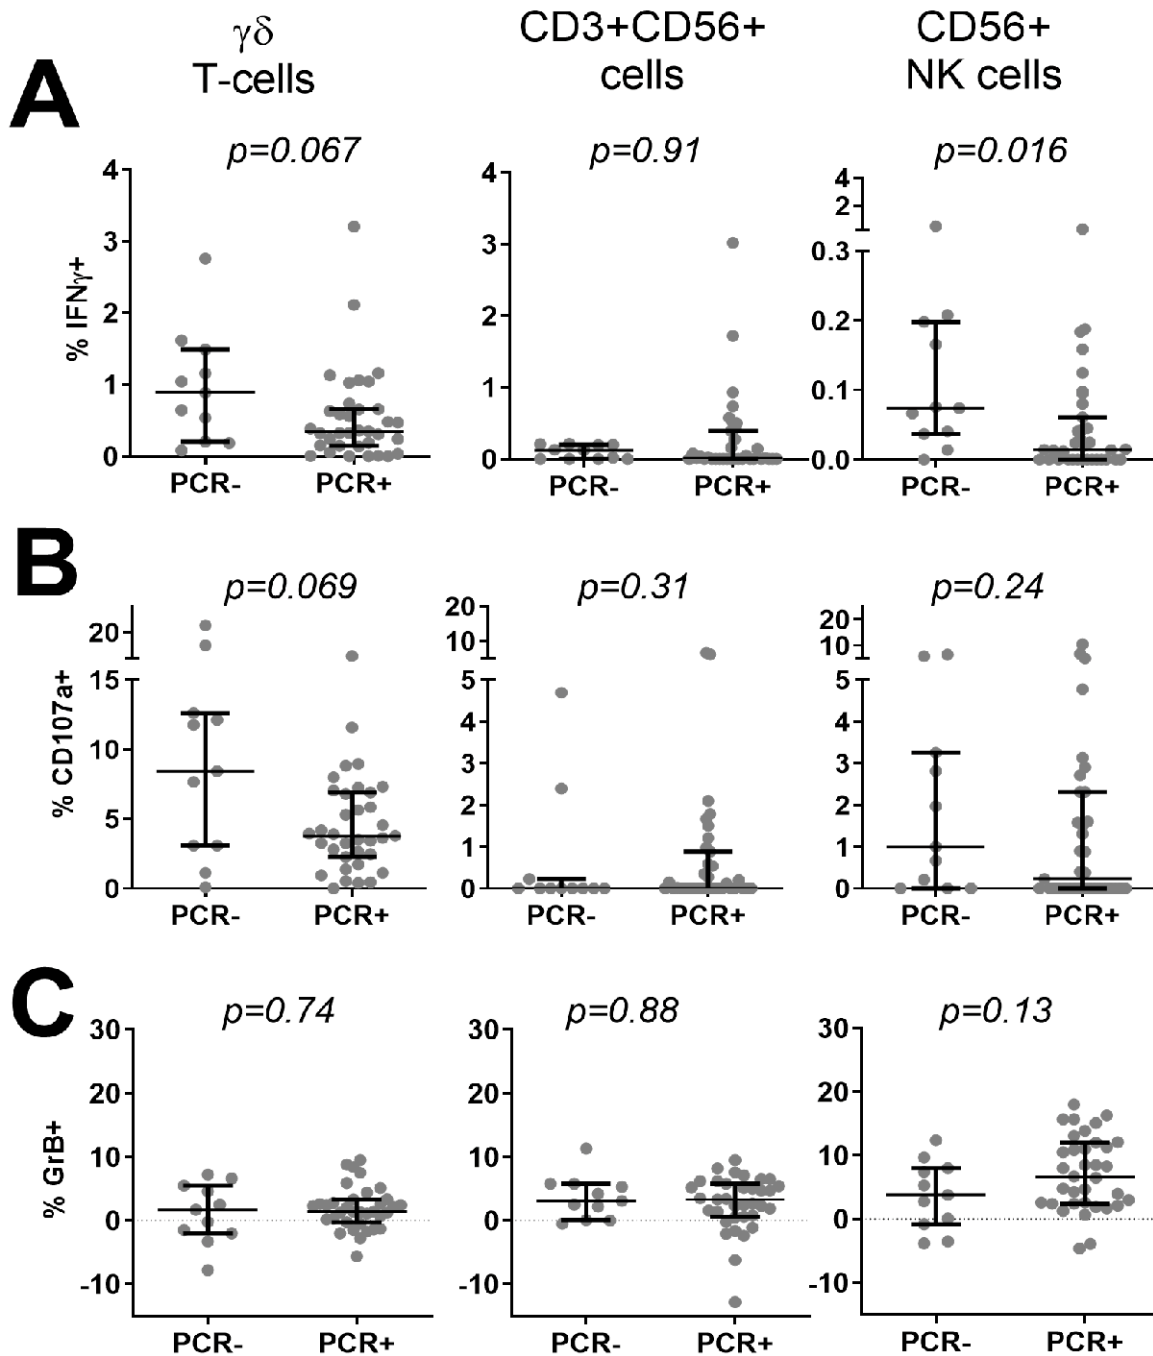 γδ
T-cells
CD3+CD56+
cells
CD56+
NK cells
A
p=0.067
p=0.91
p=0.016
% IFNγ+
4
3
2
1
0
PCR-
PCR+
4
3
2
1
0
PCR-
PCR+
4
2
0.3
0.2
0.1
0.0
PCR-
PCR+
B
p=0.069
p=0.31
p=0.24
% CD107a+
20
15
10
5
0
PCR-
PCR+
20
10
5
4
3
2
1
0
PCR-
PCR+
20
10
5
4
3
2
1
0
PCR-
PCR+
C
p=0.74
p=0.88
p=0.13
% GrB+
30
20
10
0
-10
PCR-
PCR+
30
20
10
0
-10
PCR-
PCR+
30
20
10
0
-10
PCR-
PCR+